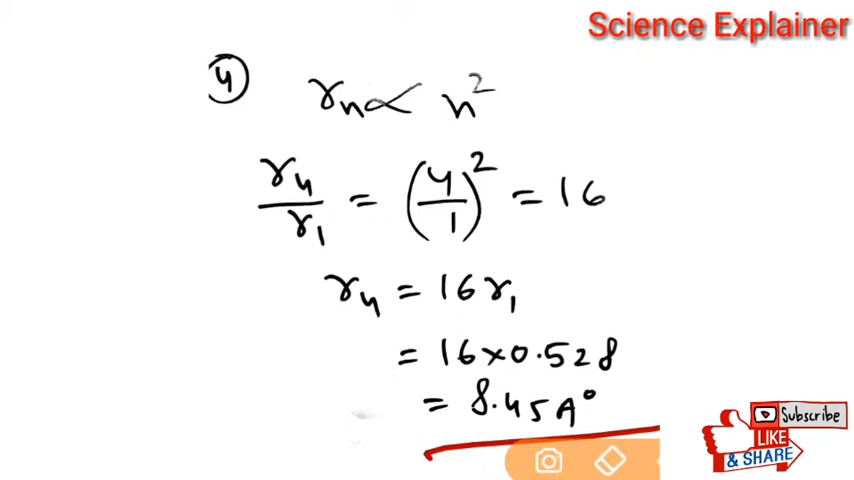 Science Explainer
④ rₙ ∝ n²
r₄/r₁ = (4/1)² = 16
r₄ = 16r₁
= 16×0.528
= 8.45A°
Subscribe
LIKE
& SHARE